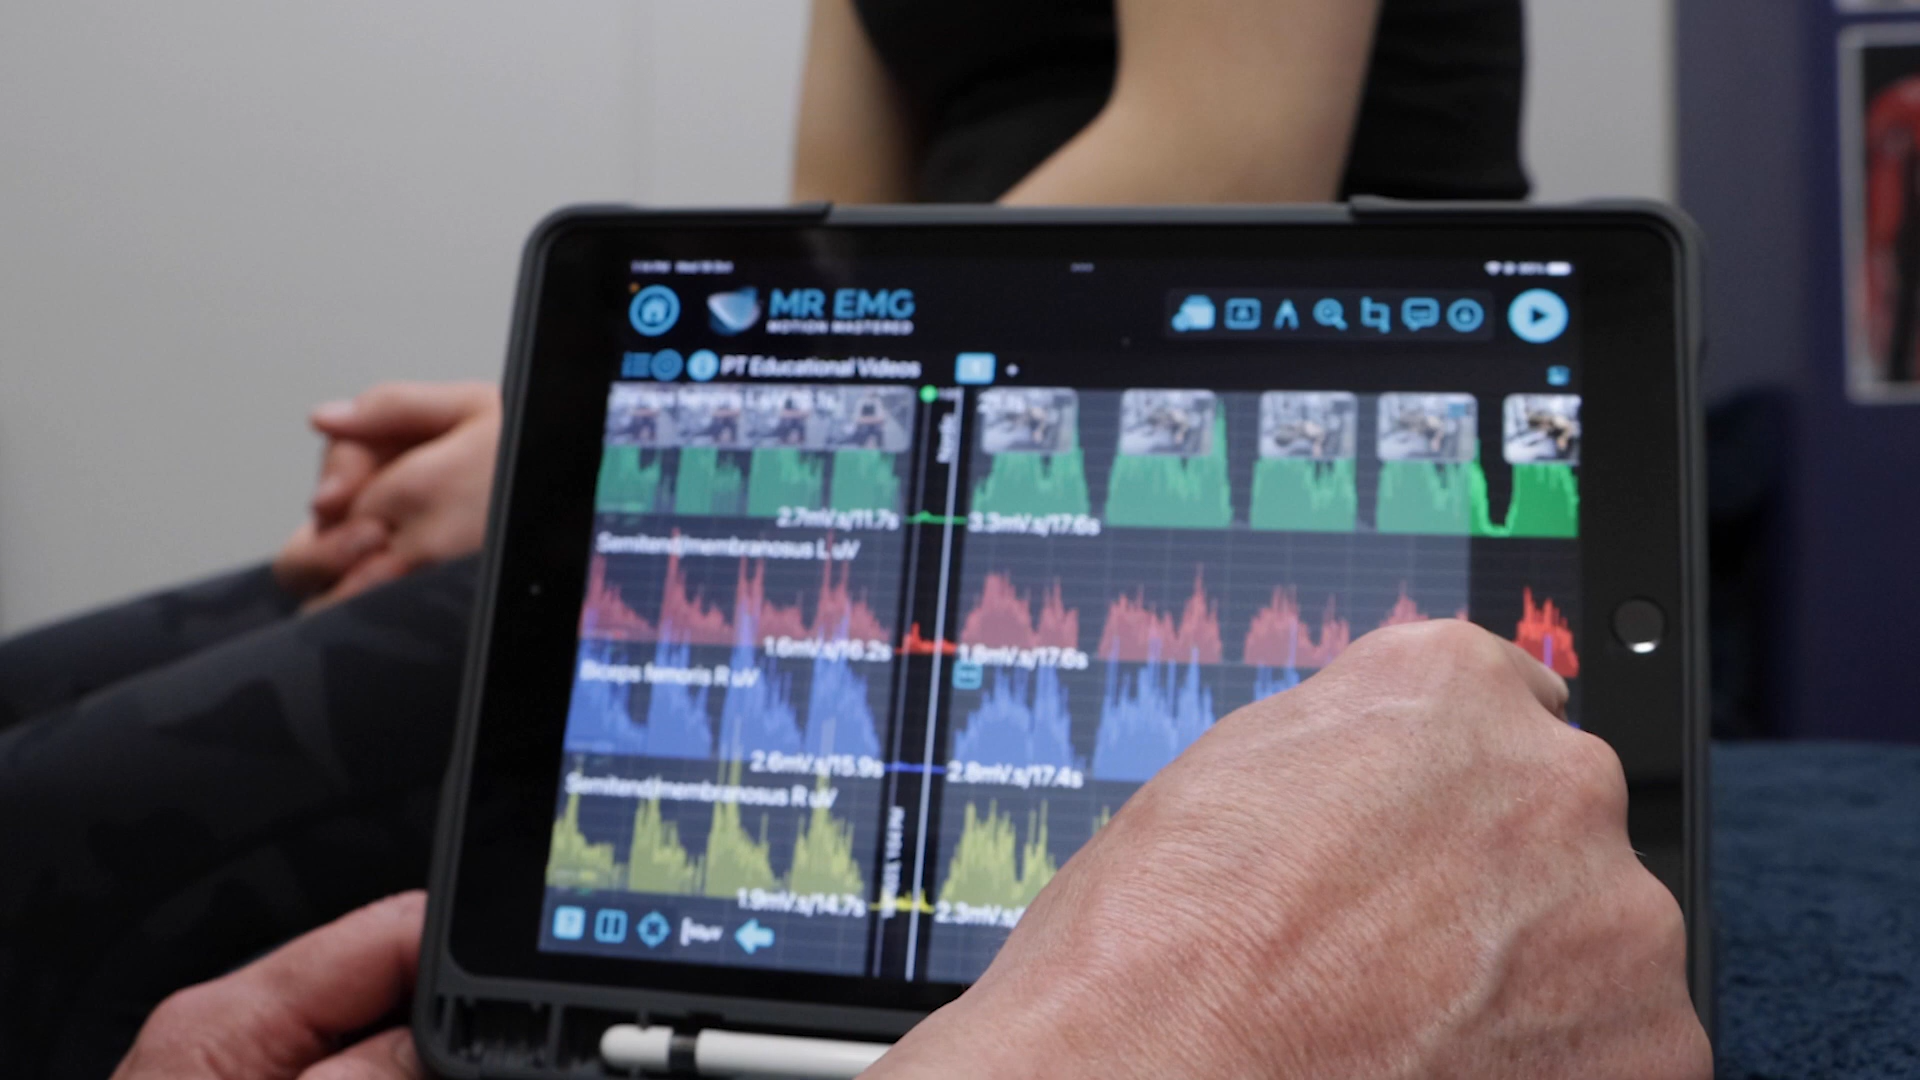 MR EMG
MOTION MASTERED
PT Educational Videos
2.7mV.s/11.7s
3.3mV.s/17.6s
Semitend/membranosus L uV
1.6mV.s/16.2s
1.8mV.s/17.6s
Biceps femoris R uV
2.6mV.s/15.9s
2.8mV.s/17.4s
Semitend/membranosus R uV
1.9mV.s/14.7s
2.3mV.s/